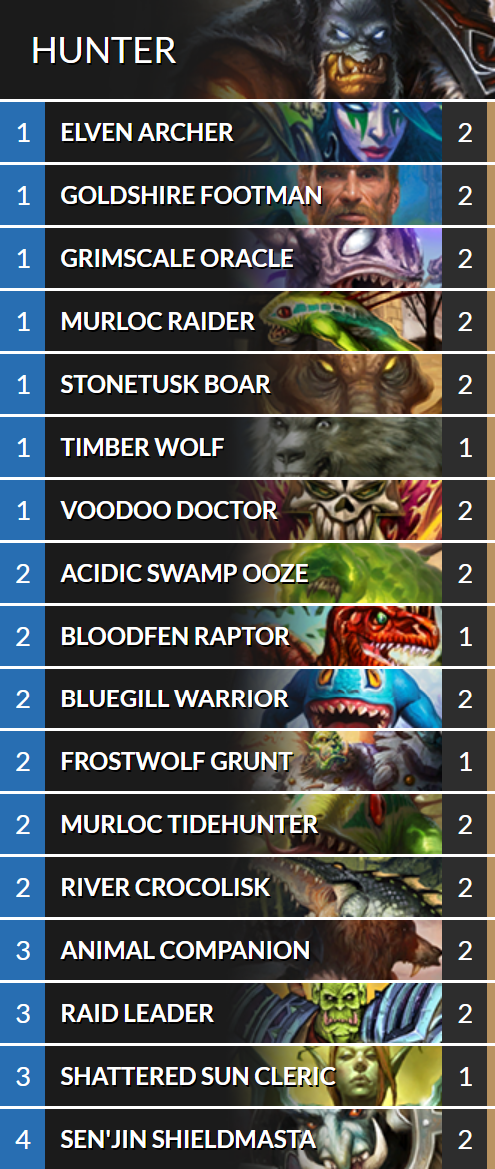 HUNTER
1 ELVEN ARCHER 2
1 GOLDSHIRE FOOTMAN 2
1 GRIMSCALE ORACLE 2
1 MURLOC RAIDER 2
1 STONETUSK BOAR 2
1 TIMBER WOLF 1
1 VOODOO DOCTOR 2
2 ACIDIC SWAMP OOZE 2
2 BLOODFEN RAPTOR 1
2 BLUEGILL WARRIOR 2
2 FROSTWOLF GRUNT 1
2 MURLOC TIDEHUNTER 2
2 RIVER CROCOLISK 2
3 ANIMAL COMPANION 2
3 RAID LEADER 2
3 SHATTERED SUN CLERIC 1
4 SEN'JIN SHIELDMASTA 2